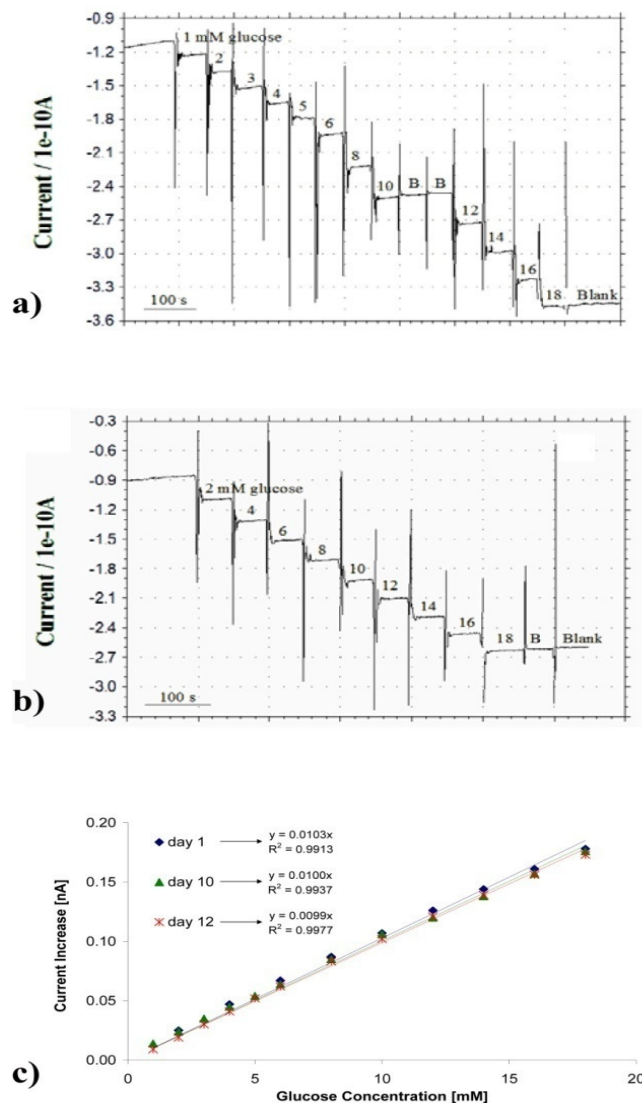 -0.9
-1.2
-1.5
-1.8
-2.1
-2.4
-2.7
-3.0
-3.3
-3.6
Current / 1e-10A
1 mM glucose
2
3
4
5
6
8
10
B
B
12
14
16
18
Blank
100 s
a)
-0.3
-0.6
-0.9
-1.2
-1.5
-1.8
-2.1
-2.4
-2.7
-3.0
-3.3
Current / 1e-10A
2 mM glucose
4
6
8
10
12
14
16
18
B
Blank
100 s
b)
0.20
0.15
0.10
0.05
0.00
Current Increase [nA]
day 1
y = 0.0103x
R² = 0.9913
day 10
y = 0.0100x
R² = 0.9937
day 12
y = 0.0099x
R² = 0.9977
0 5 10 15 20
Glucose Concentration [mM]
c)